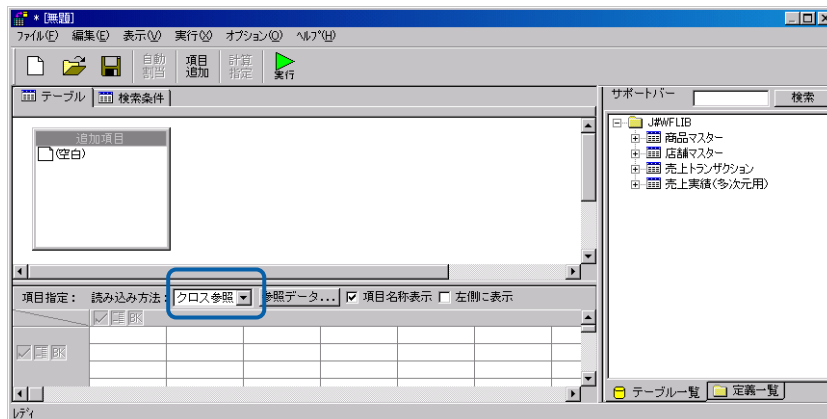 * [無題]
ファイル(F) 編集(E) 表示(V) 実行(X) オプション(O) ヘルプ(H)
自動割当 項目追加 計算指定 実行
テーブル 検索条件
サポートバー 検索
追加項目
(空白)
J#WFLIB
商品マスター
店舗マスター
売上トランザクション
売上実績(多次元用)
項目指定: 読み込み方法: クロス参照 参照データ... 項目名称表示 左側に表示
BK
BK
テーブル一覧 定義一覧
レディ